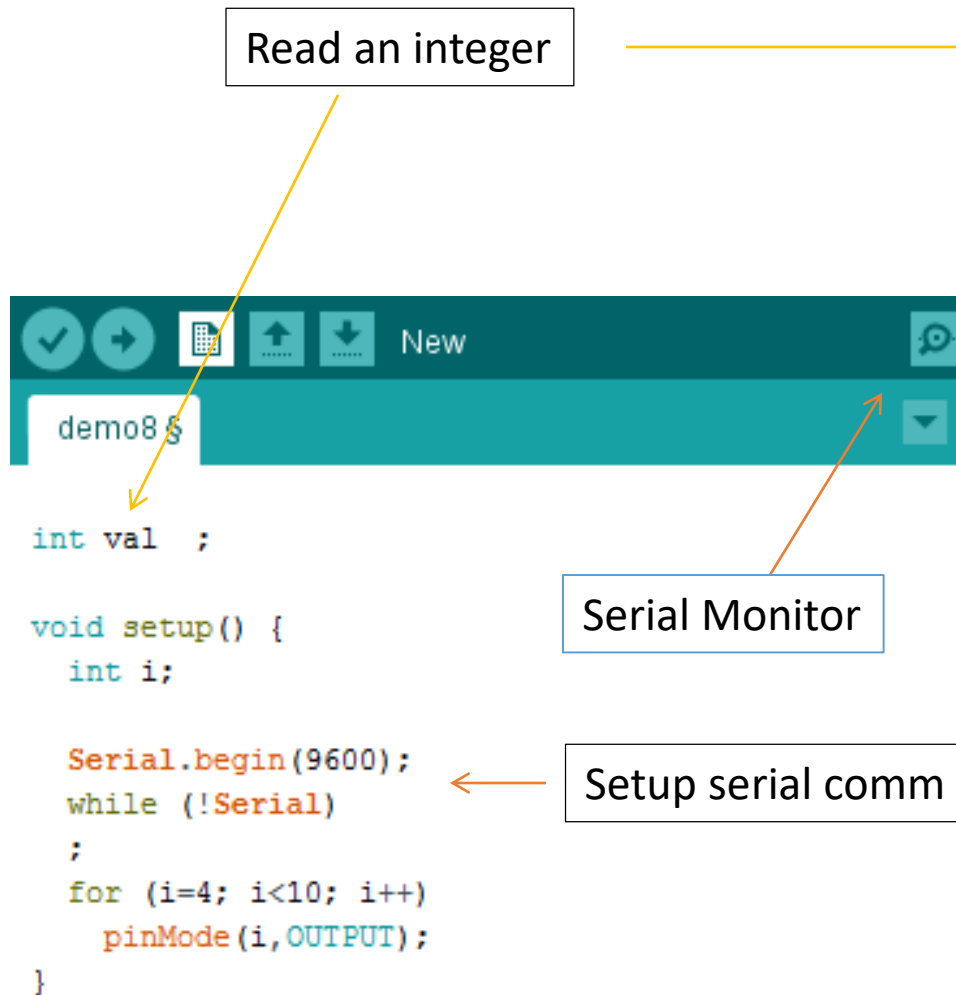 Read an integer
New
demo8 §
int val  ;
void setup() {
  int i;
Serial Monitor
  Serial.begin(9600);
  while (!Serial)
  ;
Setup serial comm
  for (i=4; i<10; i++)
    pinMode(i,OUTPUT);
}